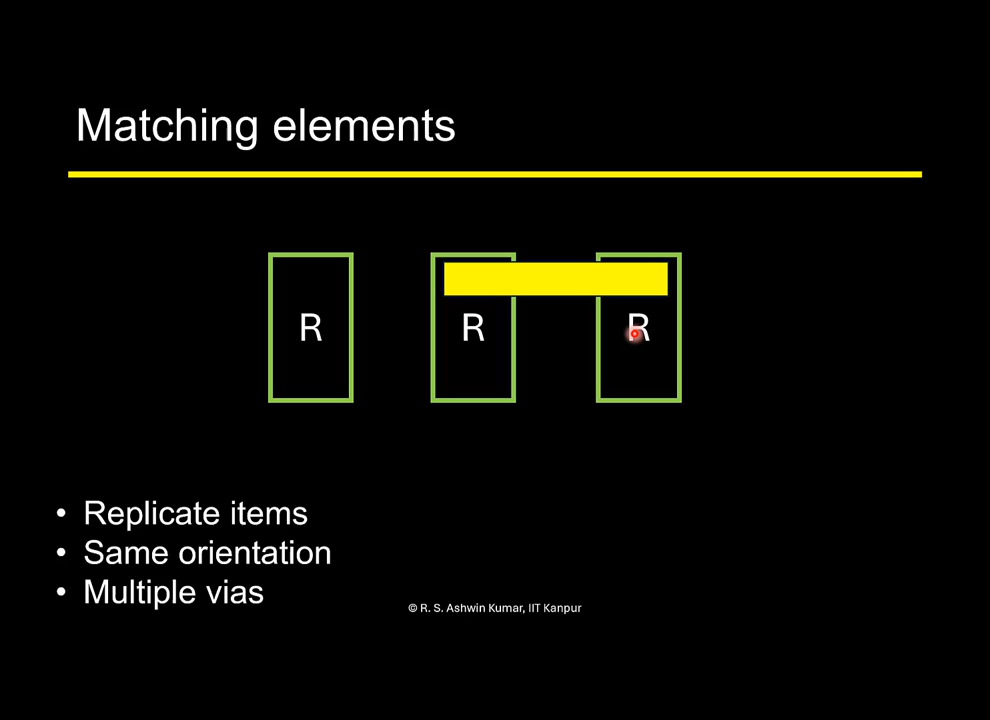 Matching elements
R R R
• Replicate items
• Same orientation
• Multiple vias
© R. S. Ashwin Kumar, IIT Kanpur